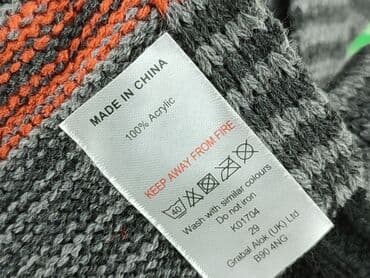 MADE IN CHINA
100% Acrylic
KEEP AWAY FROM FIRE
40
Wash with similar colours
Do not iron
K01704
29
Grabal Alok (UK) Ltd
B90 4NG